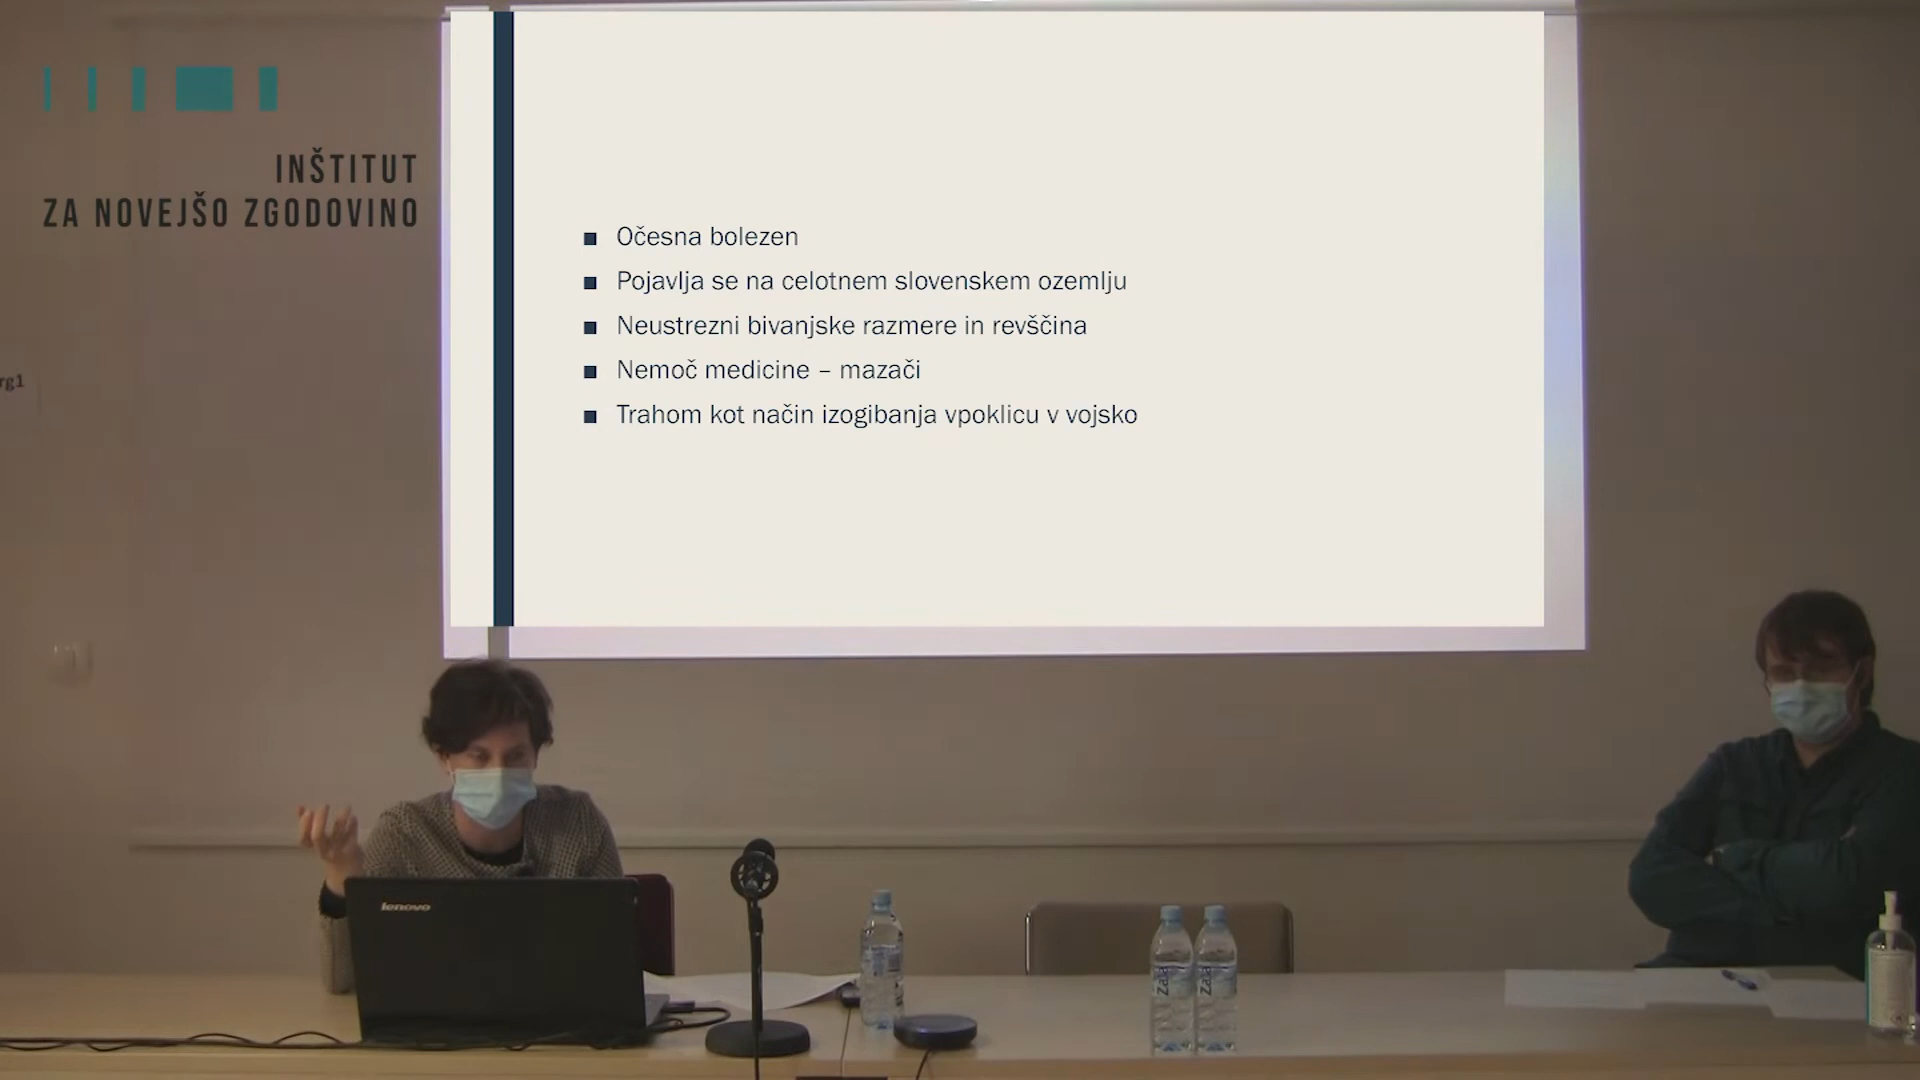 INŠTITUT
ZA NOVEJŠO ZGODOVINO
■ Očesna bolezen
■ Pojavlja se na celotnem slovenskem ozemlju
■ Neustrezni bivanjske razmere in revščina
■ Nemoč medicine – mazači
■ Trahom kot način izogibanja vpoklicu v vojsko
rg1
lenovo